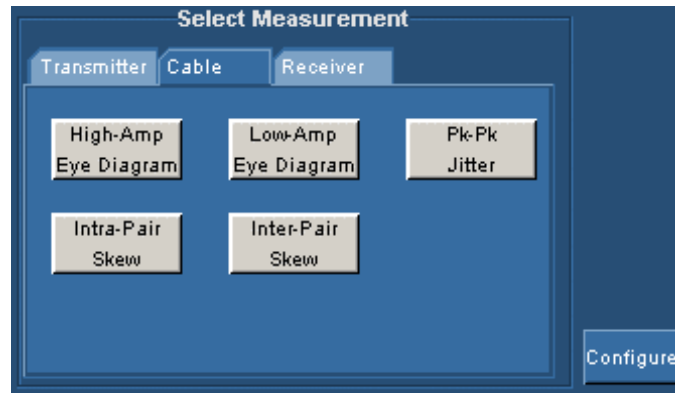 Select Measurement
Transmitter Cable Receiver
High-Amp Low-Amp Pk-Pk
Eye Diagram Eye Diagram Jitter
Intra-Pair Inter-Pair
Skew Skew
Configure